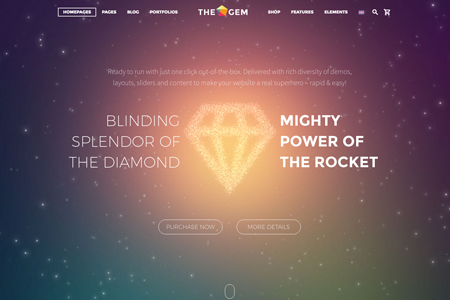 HOMEPAGES PAGES BLOG PORTFOLIOS THE GEM SHOP FEATURES ELEMENTS
Ready to run with just one click out-of-the-box. Delivered with rich diversity of demos,
layouts, sliders and content to make your website a real superhero – rapid & easy!
BLINDING
SPLENDOR OF
THE DIAMOND
MIGHTY
POWER OF
THE ROCKET
PURCHASE NOW MORE DETAILS